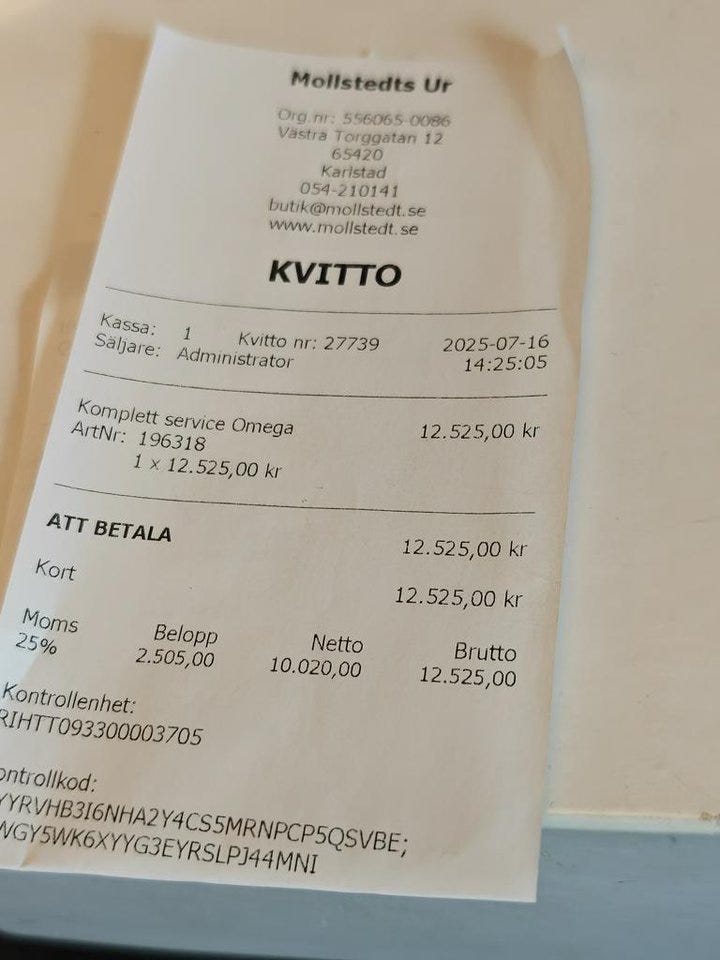 Mollstedts Ur
Org.nr: 556065-0086
Västra Torggatan 12
65420
Karlstad
054-210141
butik@mollstedt.se
www.mollstedt.se
KVITTO
Kassa: 1 Kvitto nr: 27739 2025-07-16
Säljare: Administrator 14:25:05
Komplett service Omega 12.525,00 kr
ArtNr: 196318
1 x 12.525,00 kr
ATT BETALA 12.525,00 kr
Kort 12.525,00 kr
Moms Belopp Netto Brutto
25% 2.505,00 10.020,00 12.525,00
Kontrollenhet:
RIHTT093300003705
ontrollkod:
YYRVHB3I6NHA2Y4CS5MRNPCP5QSVBE;
WGY5WK6XYYG3EYRSLPJ44MNI